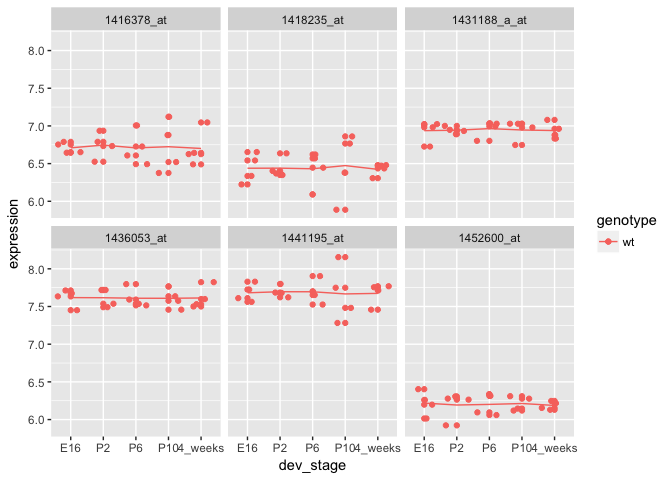 1416378_at 1418235_at 1431188_a_at
8.0
7.5
7.0
6.5
6.0
expression
genotype
wt
1436053_at 1441195_at 1452600_at
8.0
7.5
7.0
6.5
6.0
E16 P2 P6 P104_weeks E16 P2 P6 P104_weeks E16 P2 P6 P104_weeks
dev_stage